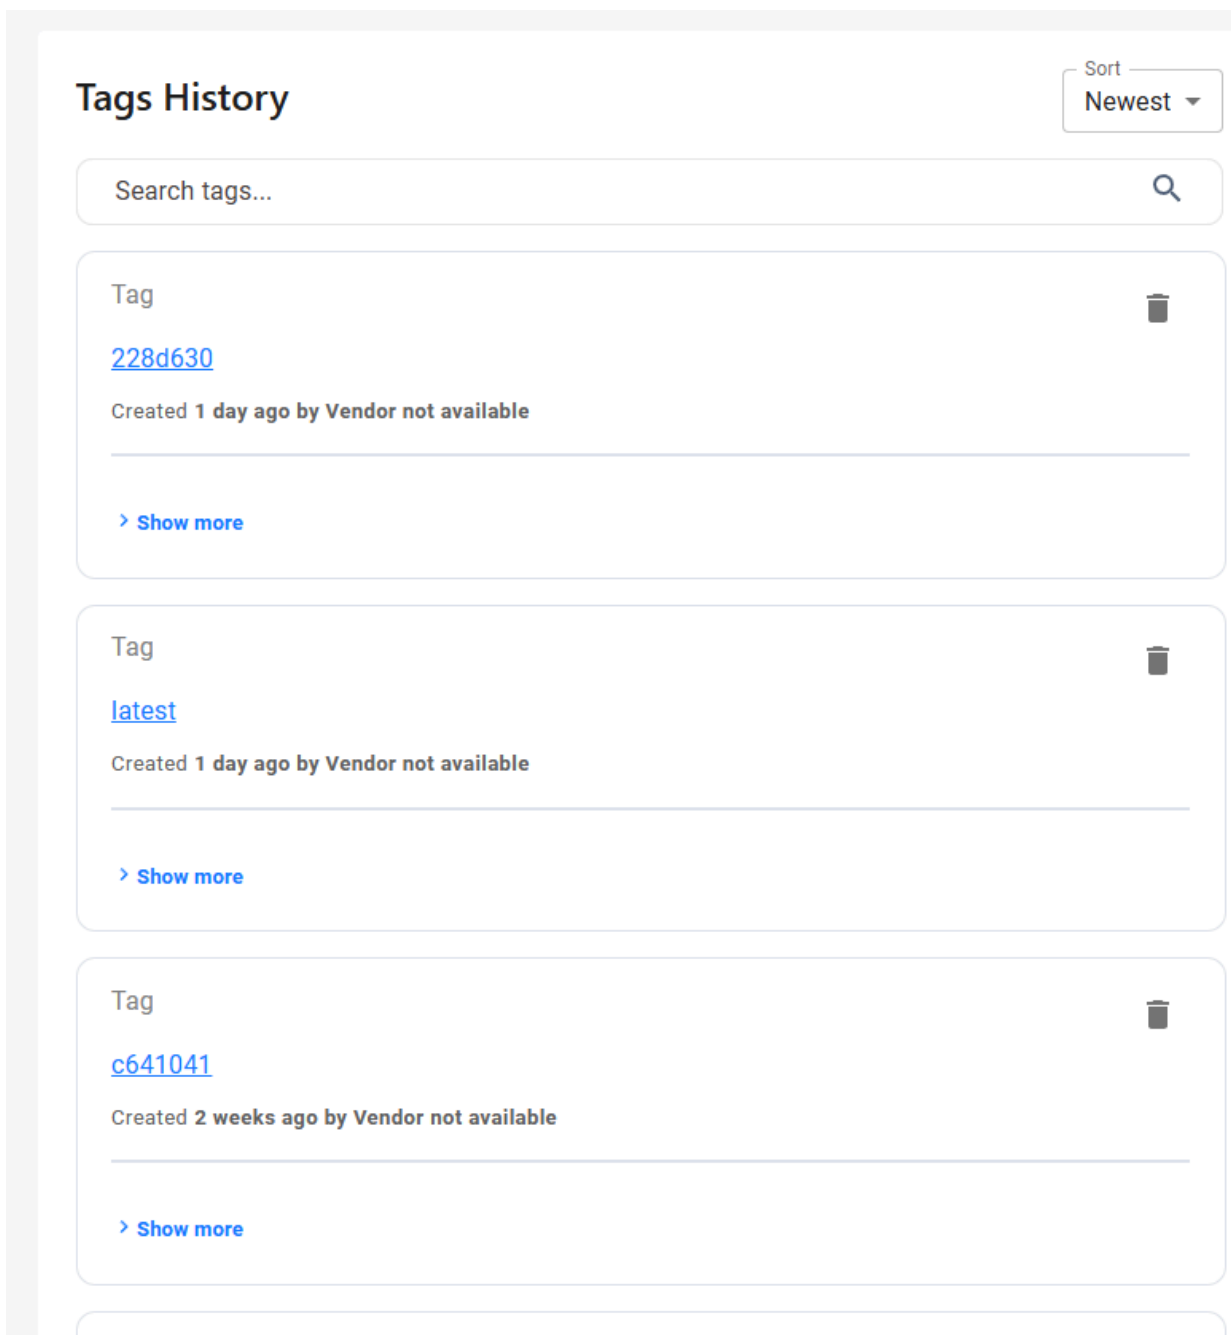 Tags History
Sort
Newest
Search tags...
Tag
228d630
Created 1 day ago by Vendor not available
Show more
Tag
latest
Created 1 day ago by Vendor not available
Show more
Tag
c641041
Created 2 weeks ago by Vendor not available
Show more